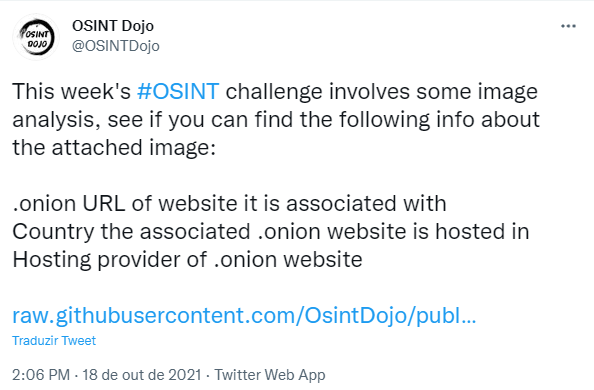 OSINT Dojo
@OSINTDojo
OSINT
DOJO
This week's #OSINT challenge involves some image
analysis, see if you can find the following info about
the attached image:
.onion URL of website it is associated with
Country the associated .onion website is hosted in
Hosting provider of .onion website
raw.githubusercontent.com/OsintDojo/publ...
Traduzir Tweet
2:06 PM · 18 de out de 2021 · Twitter Web App